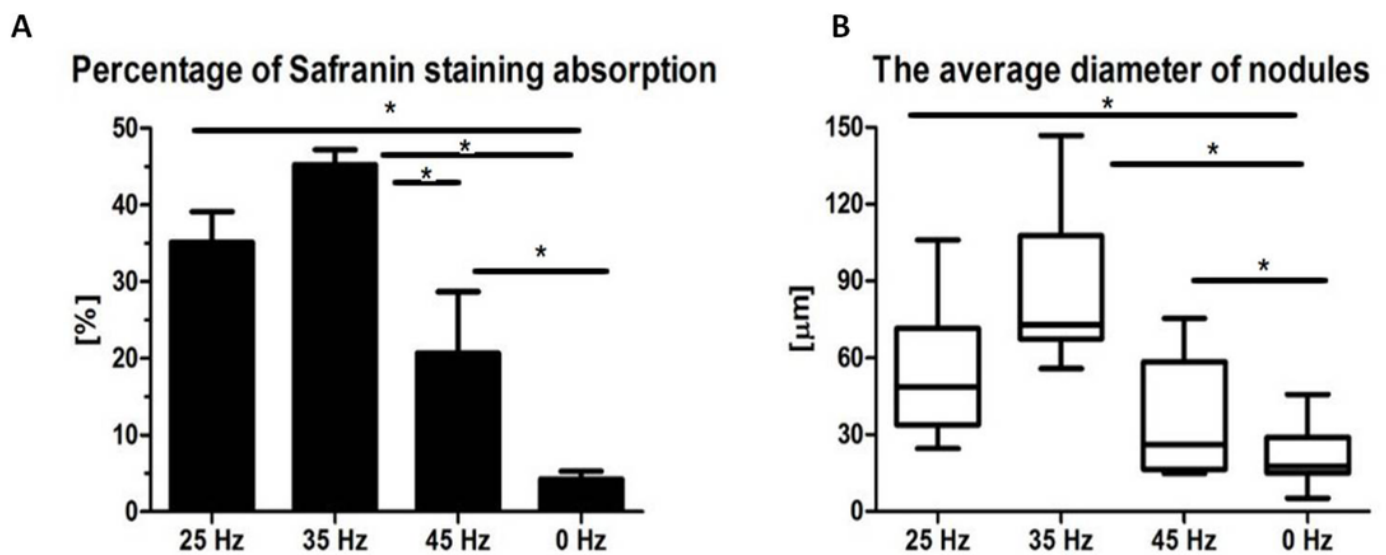 A
Percentage of Safranin staining absorption
*
*
*
*
50
40
30
20
10
0
[%]
25 Hz 35 Hz 45 Hz 0 Hz
B
The average diameter of nodules
*
*
*
150
120
90
60
30
0
[µm]
25 Hz 35 Hz 45 Hz 0 Hz